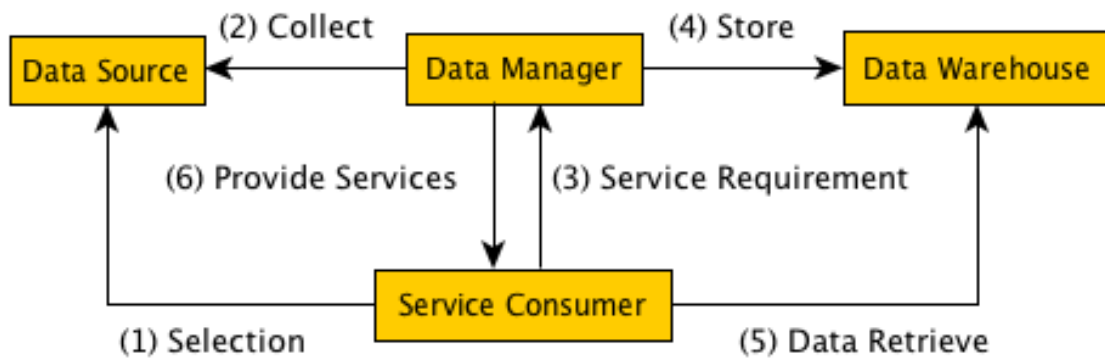 (2) Collect
(4) Store
Data Source
Data Manager
Data Warehouse
(6) Provide Services
(3) Service Requirement
Service Consumer
(1) Selection
(5) Data Retrieve